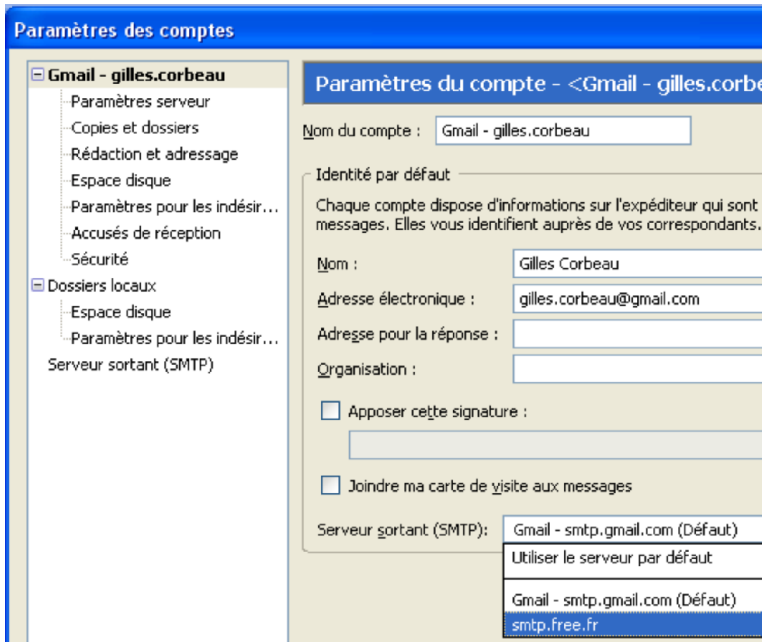 Paramètres des comptes
Gmail - gilles.corbeau
Paramètres serveur
Copies et dossiers
Rédaction et adressage
Espace disque
Paramètres pour les indésir...
Accusés de réception
Sécurité
Dossiers locaux
Espace disque
Paramètres pour les indésir...
Serveur sortant (SMTP)
Paramètres du compte - <Gmail - gilles.corbe
Nom du compte : Gmail - gilles.corbeau
Identité par défaut
Chaque compte dispose d'informations sur l'expéditeur qui sont
messages. Elles vous identifient auprès de vos correspondants.
Nom : Gilles Corbeau
Adresse électronique : gilles.corbeau@gmail.com
Adresse pour la réponse :
Organisation :
Apposer cette signature :
Joindre ma carte de visite aux messages
Serveur sortant (SMTP): Gmail - smtp.gmail.com (Défaut)
Utiliser le serveur par défaut
Gmail - smtp.gmail.com (Défaut)
smtp.free.fr